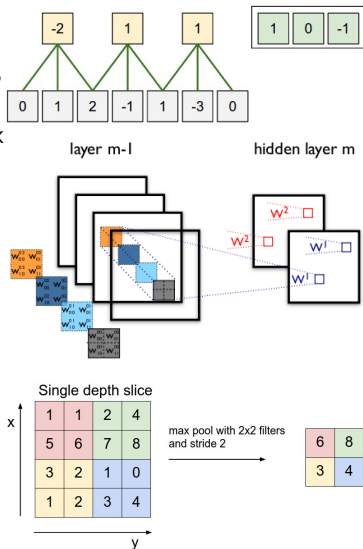 -2 1 1 1 0 -1
0 1 2 -1 1 -3 0
layer m-1 hidden layer m
w² w¹
w² w¹
Single depth slice
x
1 1 2 4
5 6 7 8
3 2 1 0
1 2 3 4
y
max pool with 2x2 filters
and stride 2
6 8
3 4